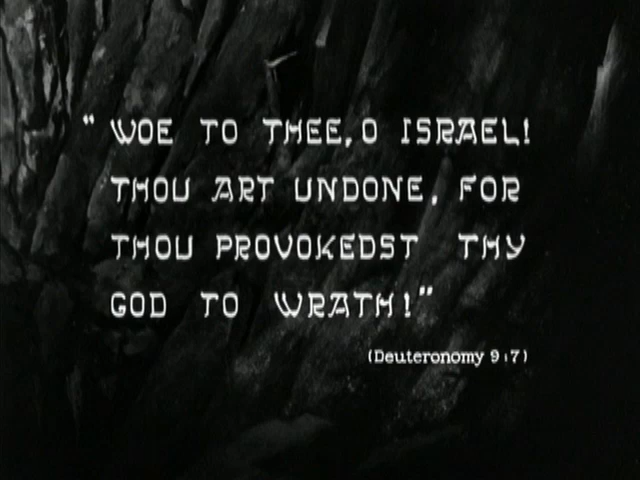 "WOE TO THEE, O ISRAEL!
THOU ART UNDONE, FOR
THOU PROVOKEDST THY
GOD TO WRATH!"
(Deuteronomy 9:7)